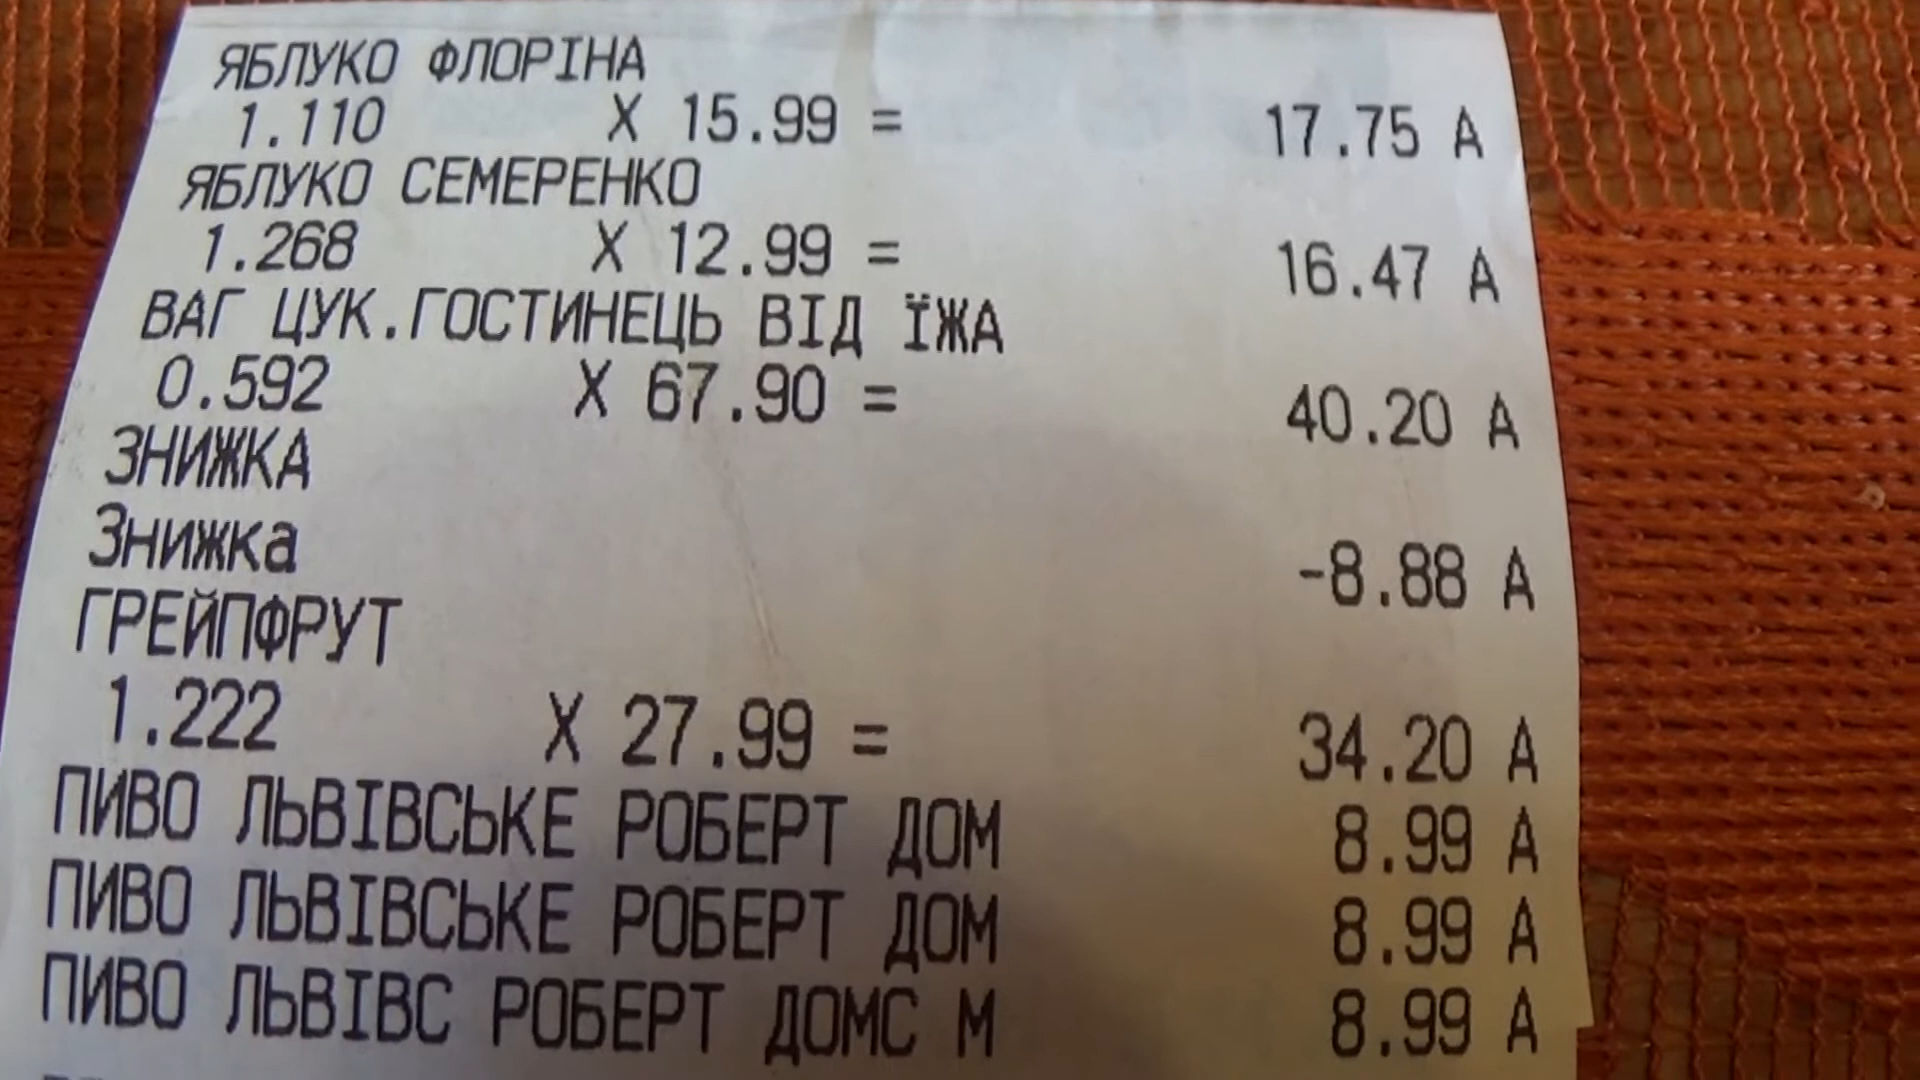 ЯБЛУКО ФЛОРІНА
1.110 X 15.99 = 17.75 А
ЯБЛУКО СЕМЕРЕНКО
1.268 X 12.99 = 16.47 А
ВАГ ЦУК.ГОСТИНЕЦЬ ВІД ЇЖА
0.592 X 67.90 = 40.20 А
ЗНИЖКА
Знижка -8.88 А
ГРЕЙПФРУТ
1.222 X 27.99 = 34.20 А
ПИВО ЛЬВІВСЬКЕ РОБЕРТ ДОМ 8.99 А
ПИВО ЛЬВІВСЬКЕ РОБЕРТ ДОМ 8.99 А
ПИВО ЛЬВІВС РОБЕРТ ДОМС М 8.99 А